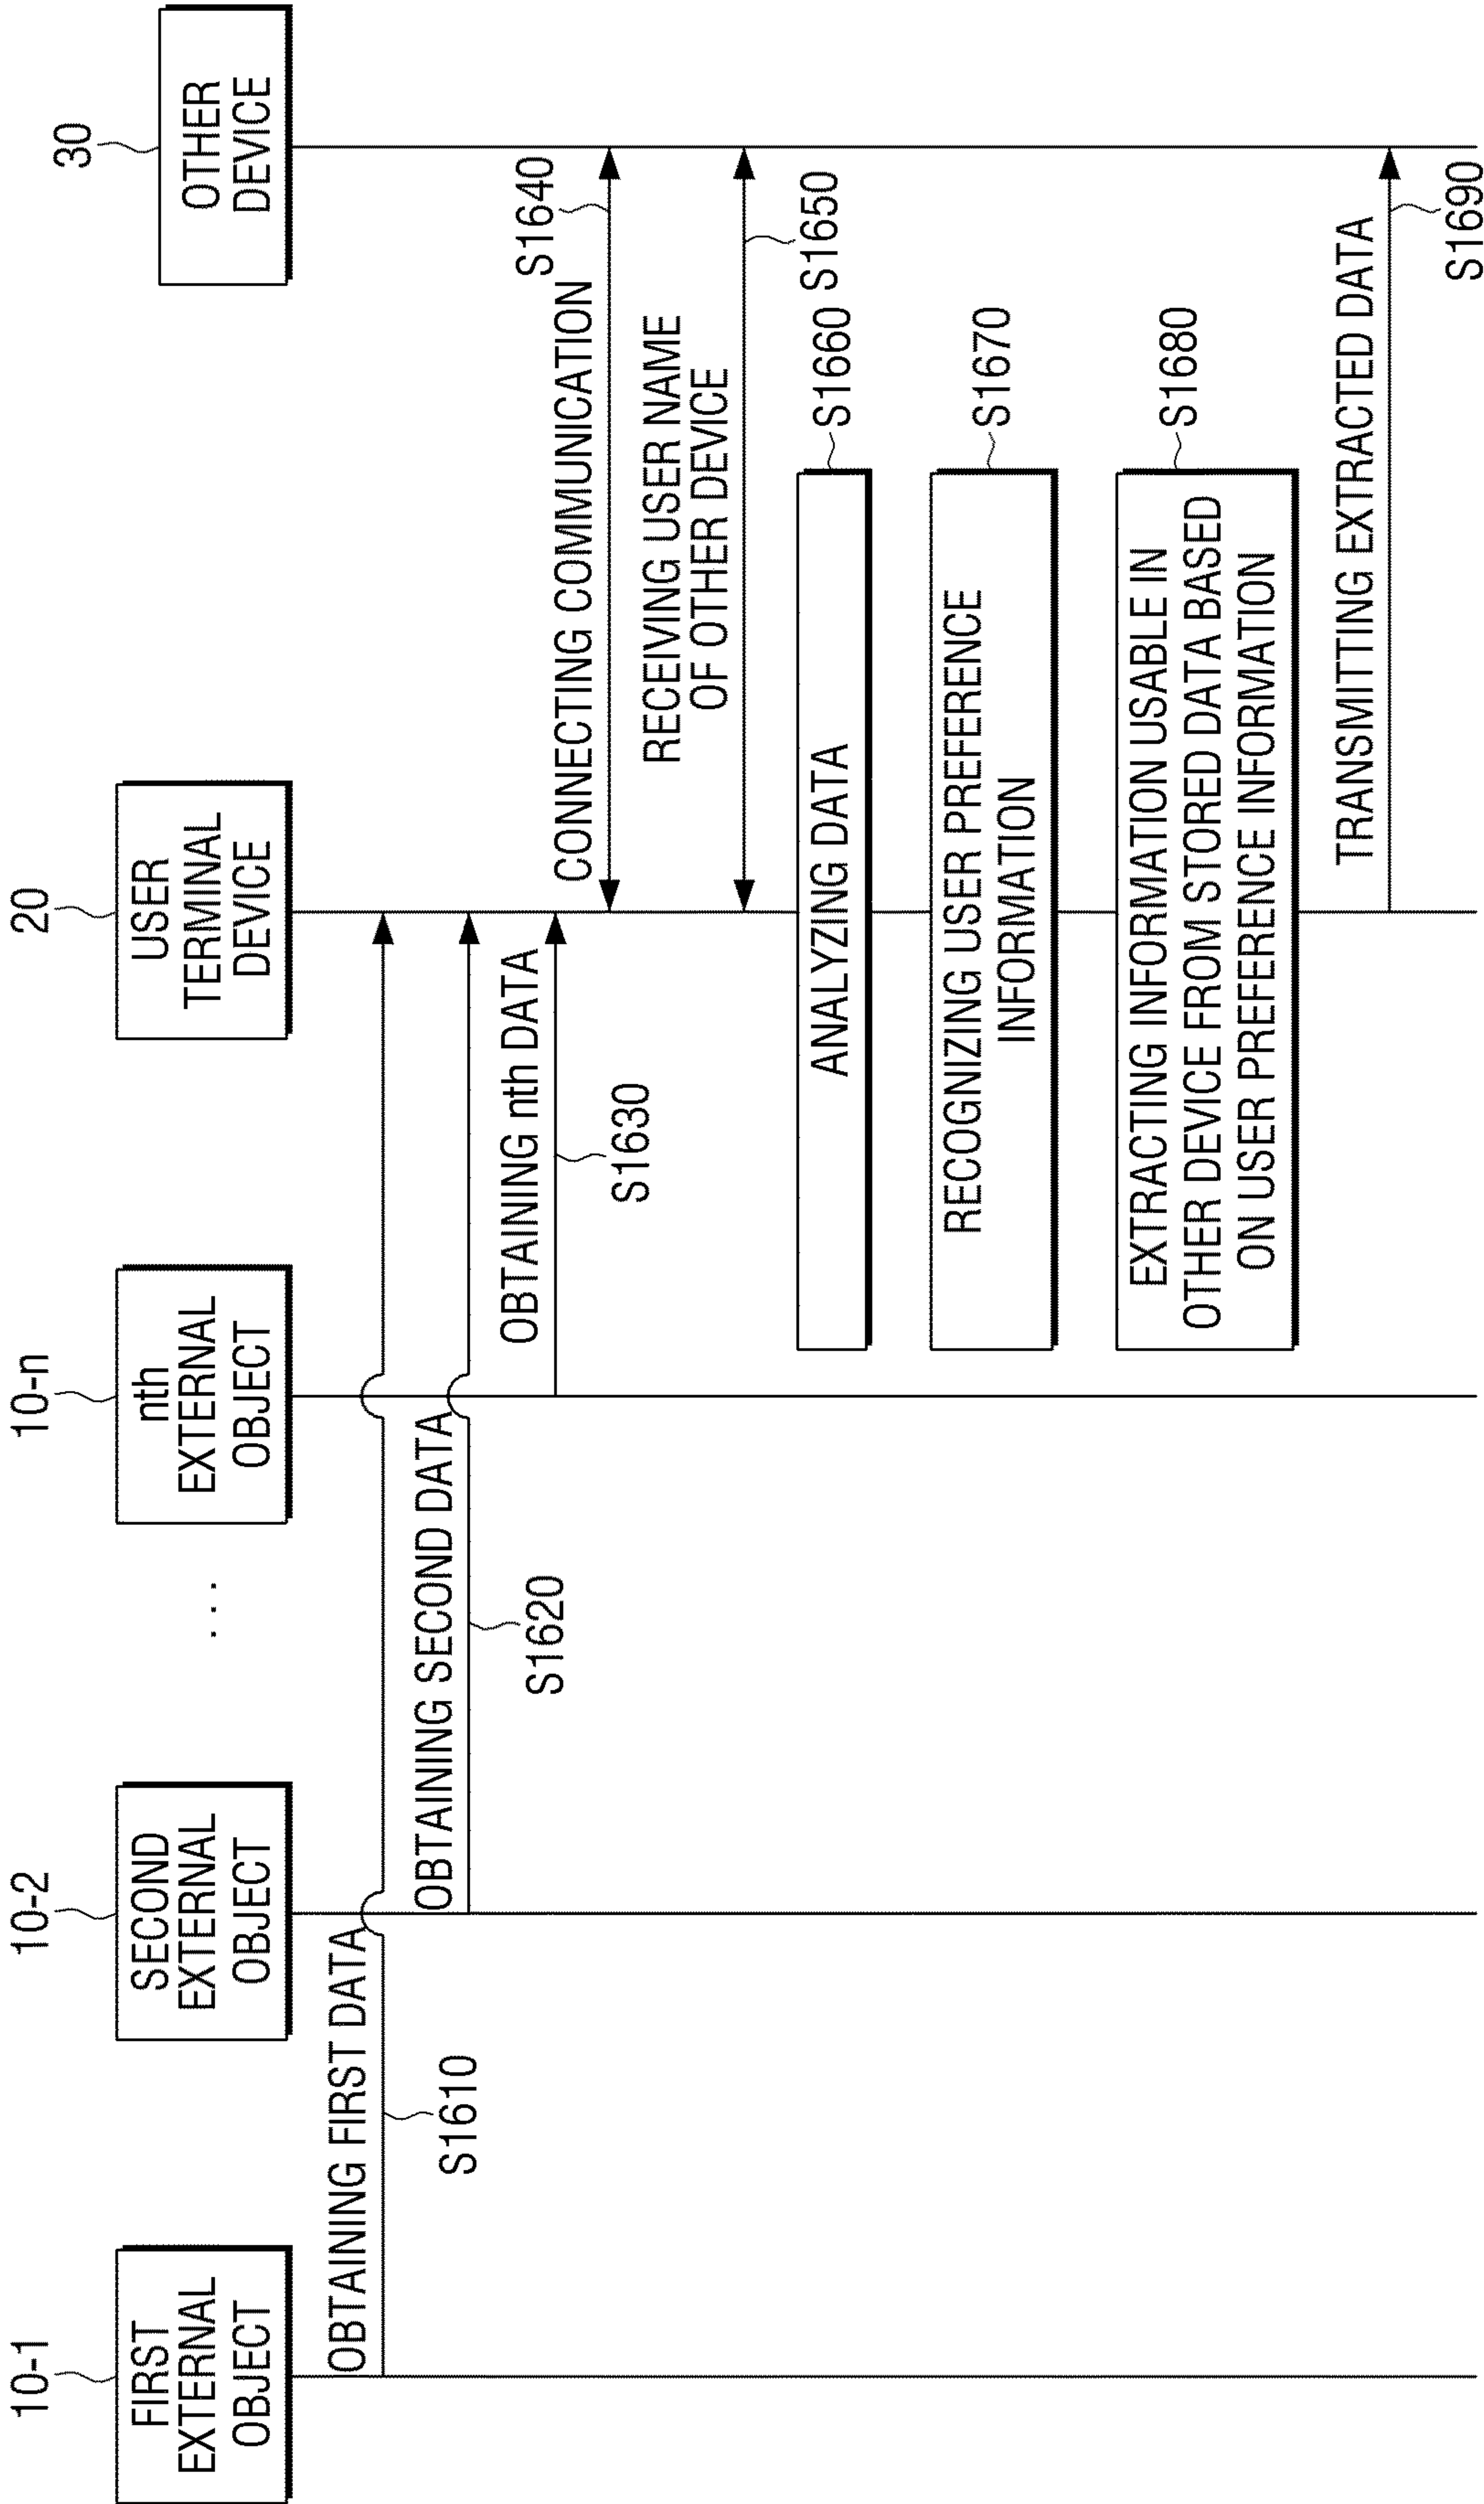 10-1
FIRST
EXTERNAL
OBJECT
10-2
SECOND
EXTERNAL
OBJECT
. . .
10-n
nth
EXTERNAL
OBJECT
20
USER
TERMINAL
DEVICE
30
OTHER
DEVICE
OBTAINING FIRST DATA
S1610
OBTAINING SECOND DATA
S1620
OBTAINING nth DATA
S1630
CONNECTING COMMUNICATION
S1640
RECEIVING USER NAME
OF OTHER DEVICE
S1650
ANALYZING DATA
S1660
RECOGNIZING USER PREFERENCE
INFORMATION
S1670
EXTRACTING INFORMATION USABLE IN
OTHER DEVICE FROM STORED DATA BASED
ON USER PREFERENCE INFORMATION
S1680
TRANSMITTING EXTRACTED DATA
S1690